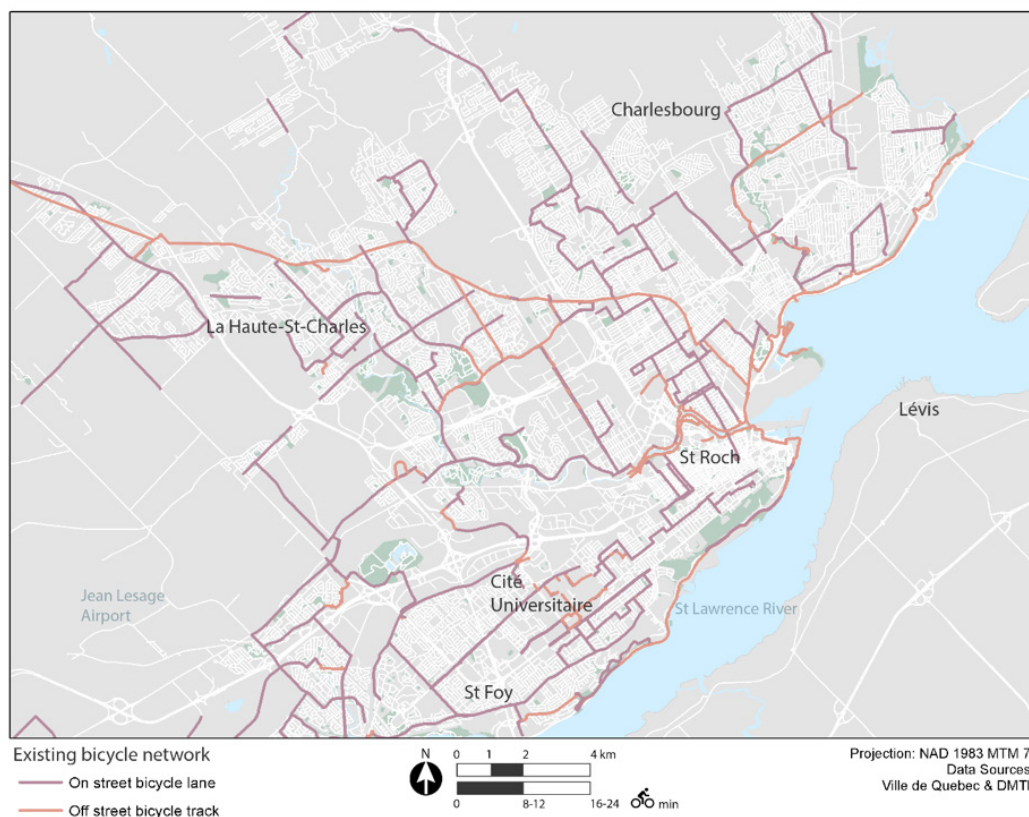 Charlesbourg
La Haute-St-Charles
Lévis
St Roch
Cité
Universitaire
Jean Lesage
Airport
St Lawrence River
St Foy
Existing bicycle network
On street bicycle lane
Off street bicycle track
N
0 1 2 4 km
0 8-12 16-24 min
Projection: NAD 1983 MTM 7
Data Sources
Ville de Quebec & DMTI